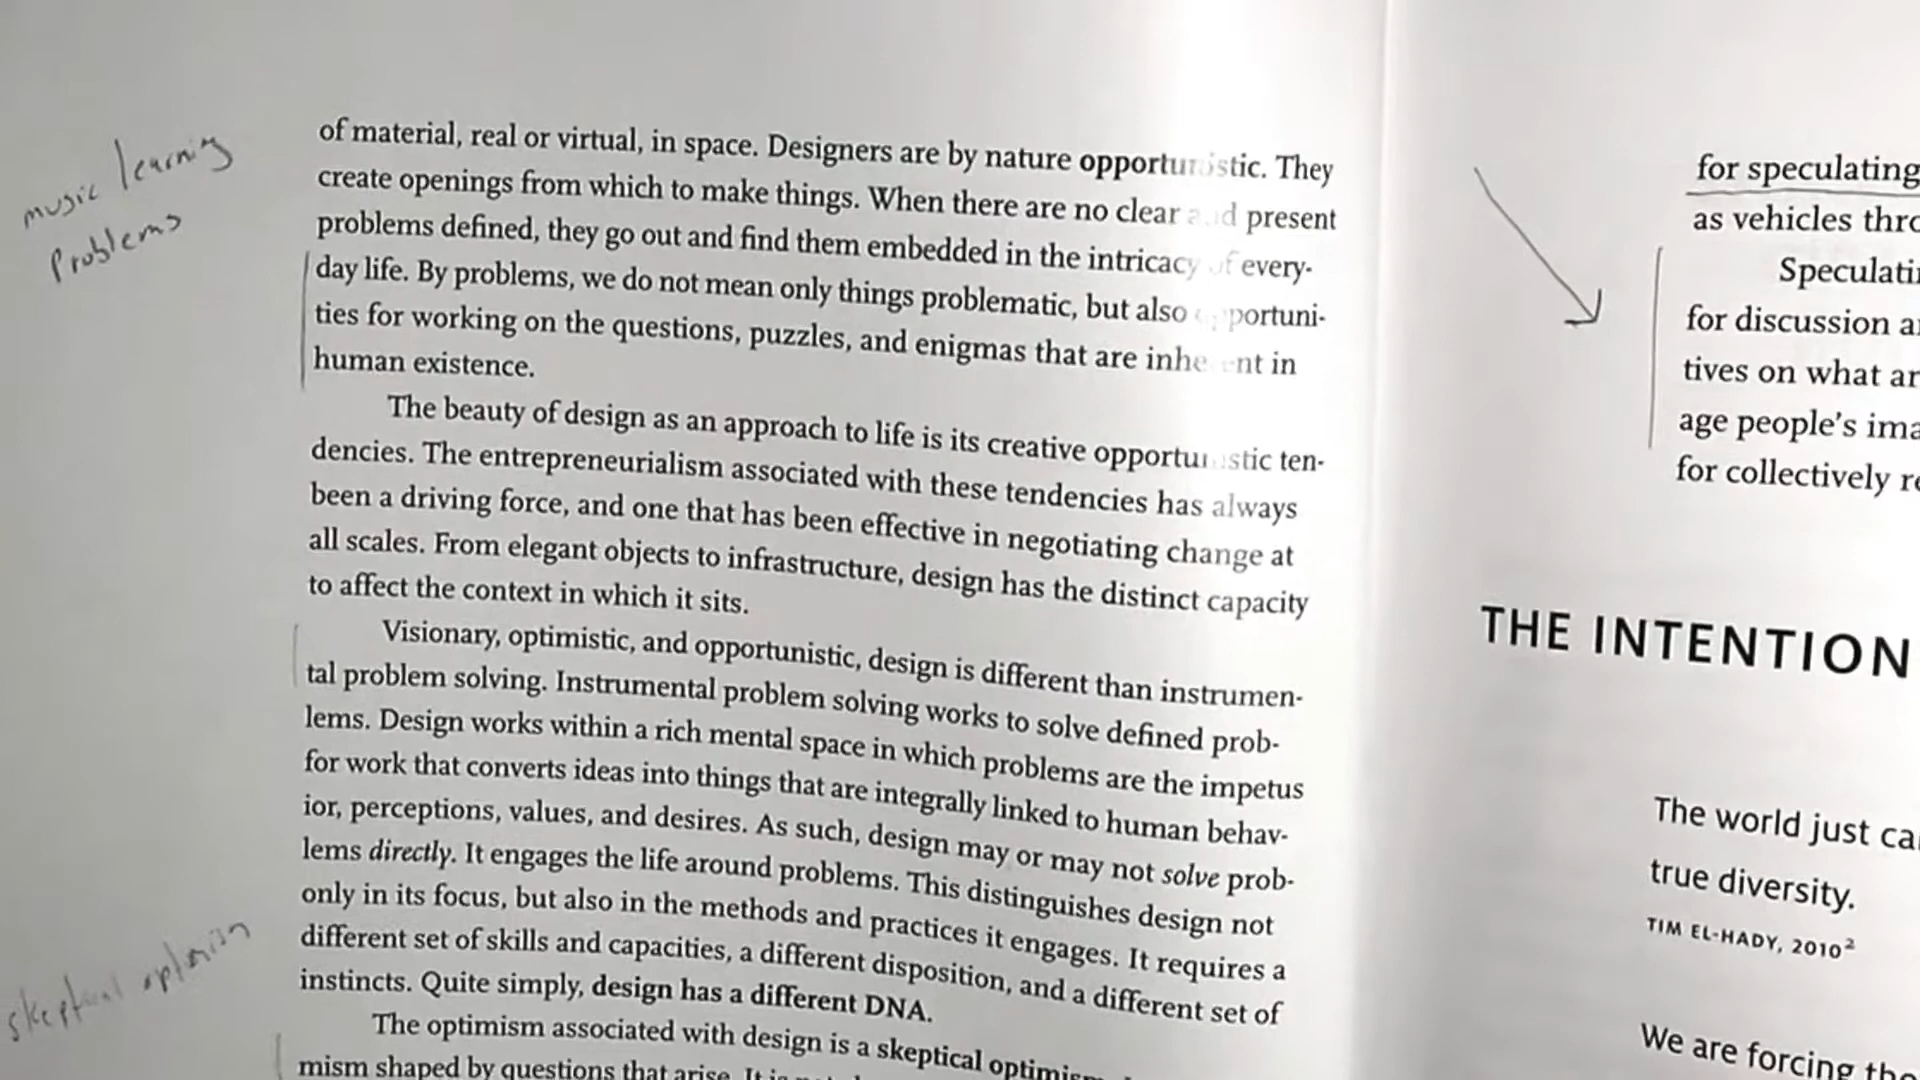 music learning
problems
of material, real or virtual, in space. Designers are by nature opportunistic. They
create openings from which to make things. When there are no clear and present
problems defined, they go out and find them embedded in the intricacy of every-
day life. By problems, we do not mean only things problematic, but also opportuni-
ties for working on the questions, puzzles, and enigmas that are inherent in
human existence.
The beauty of design as an approach to life is its creative opportunistic ten-
dencies. The entrepreneurialism associated with these tendencies has always
been a driving force, and one that has been effective in negotiating change at
all scales. From elegant objects to infrastructure, design has the distinct capacity
to affect the context in which it sits.
Visionary, optimistic, and opportunistic, design is different than instrumen-
tal problem solving. Instrumental problem solving works to solve defined prob-
lems. Design works within a rich mental space in which problems are the impetus
for work that converts ideas into things that are integrally linked to human behav-
ior, perceptions, values, and desires. As such, design may or may not solve prob-
lems directly. It engages the life around problems. This distinguishes design not
only in its focus, but also in the methods and practices it engages. It requires a
different set of skills and capacities, a different disposition, and a different set of
instincts. Quite simply, design has a different DNA.
skeptical optimism
The optimism associated with design is a skeptical optimism
mism shaped by questions that arise. It is
for speculating
as vehicles thro
Speculati
for discussion a
tives on what ar
age people's ima
for collectively re
THE INTENTION
The world just ca
true diversity.
TIM EL-HADY, 2010²
We are forcing the